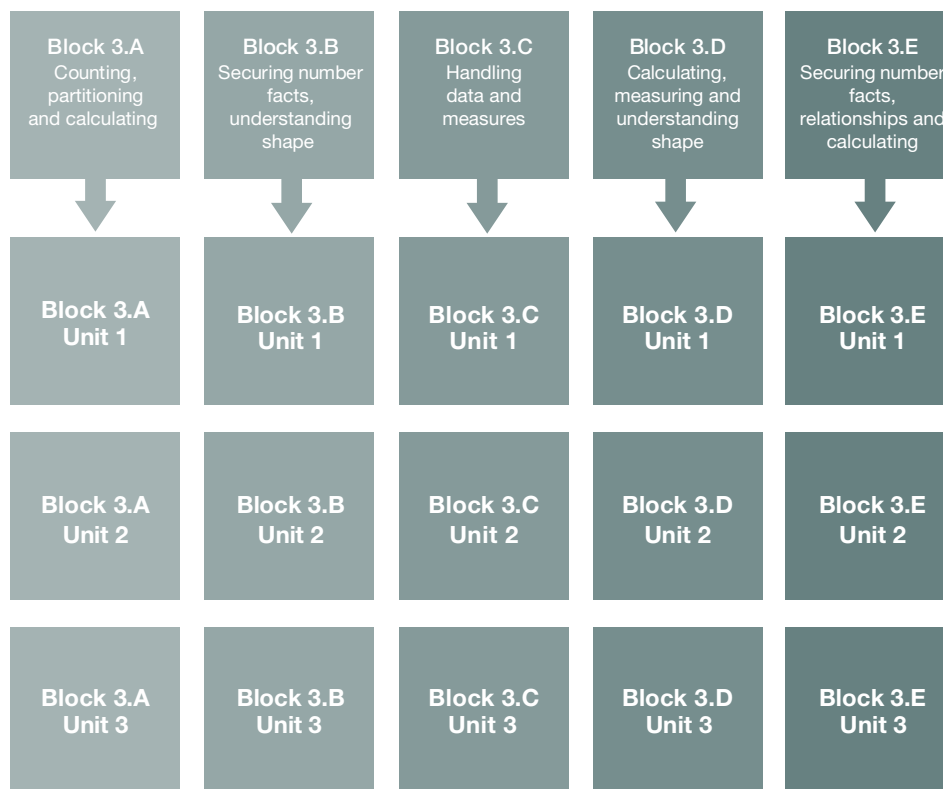 Block 3.A
Counting,
partitioning
and calculating
Block 3.B
Securing number
facts,
understanding
shape
Block 3.C
Handling
data and
measures
Block 3.D
Calculating,
measuring and
understanding
shape
Block 3.E
Securing number
facts,
relationships and
calculating
Block 3.A
Unit 1
Block 3.B
Unit 1
Block 3.C
Unit 1
Block 3.D
Unit 1
Block 3.E
Unit 1
Block 3.A
Unit 2
Block 3.B
Unit 2
Block 3.C
Unit 2
Block 3.D
Unit 2
Block 3.E
Unit 2
Block 3.A
Unit 3
Block 3.B
Unit 3
Block 3.C
Unit 3
Block 3.D
Unit 3
Block 3.E
Unit 3